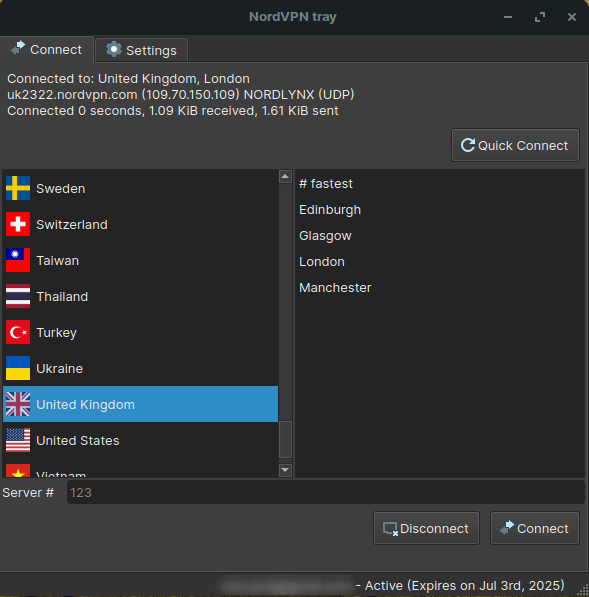 NordVPN tray
Connect
Settings
Connected to: United Kingdom, London
uk2322.nordvpn.com (109.70.150.109) NORDLYNX (UDP)
Connected 0 seconds, 1.09 KiB received, 1.61 KiB sent
Quick Connect
Sweden
Switzerland
Taiwan
Thailand
Turkey
Ukraine
United Kingdom
United States
Vietnam
# fastest
Edinburgh
Glasgow
London
Manchester
Server # 123
Disconnect
Connect
- Active (Expires on Jul 3rd, 2025)